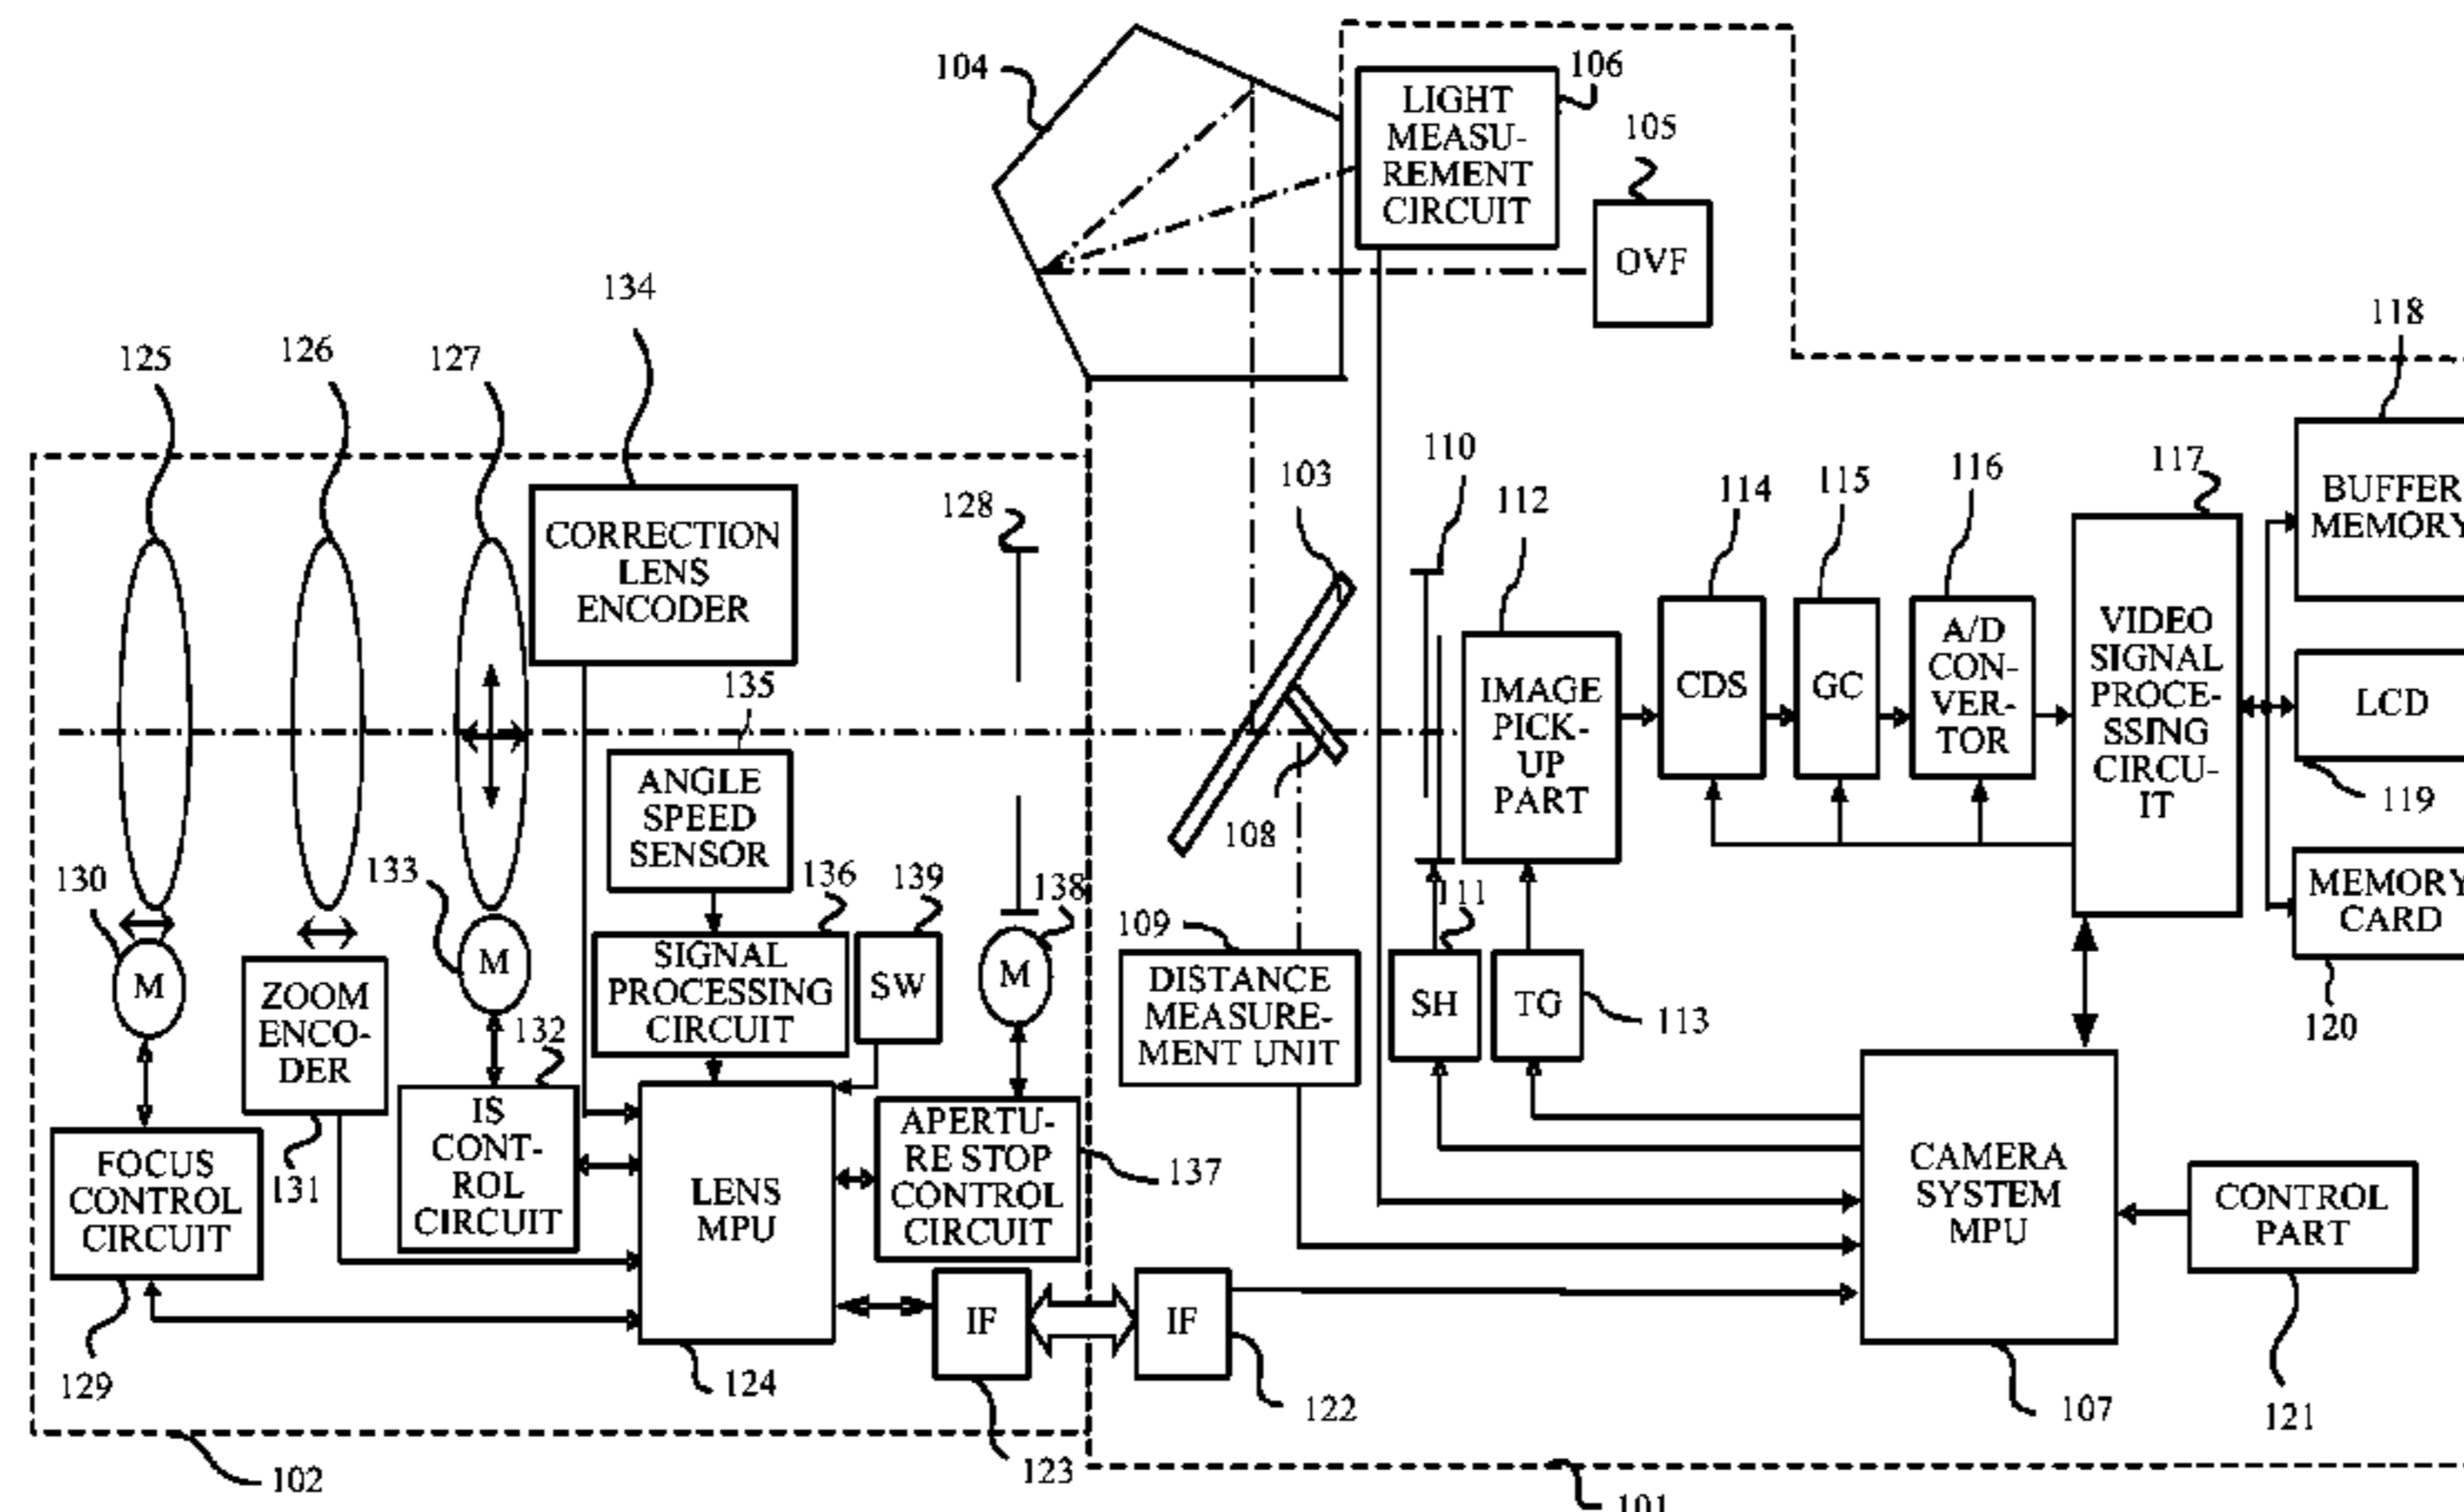 104
LIGHT
MEASU-
REMENT
CIRCUIT
106
105
OVF
134
118
125
126
127
BUFFER
MEMORY
110
103
112
114
115
116
117
128
CORRECTION
LENS
ENCODER
VIDEO
SIGNAL
PROCE-
SSING
CIRCU-
IT
A/D
CON-
VER-
TOR
CDS
GC
IMAGE
PICK-
UP
PART
LCD
119
135
ANGLE
SPEED
SENSOR
108
130
133
136
139
138
111
109
MEMORY
CARD
120
M
ZOOM
ENCO-
DER
M
SIGNAL
PROCESSING
CIRCUIT
SW
M
DISTANCE
MEASURE-
MENT UNIT
SH
TG
113
132
131
FOCUS
CONTROL
CIRCUIT
IS
CONT-
ROL
CIRCUIT
LENS
MPU
APERTU-
RE STOP
CONTROL
CIRCUIT
137
CAMERA
SYSTEM
MPU
CONTROL
PART
IF
IF
129
124
123
122
107
121
102
101